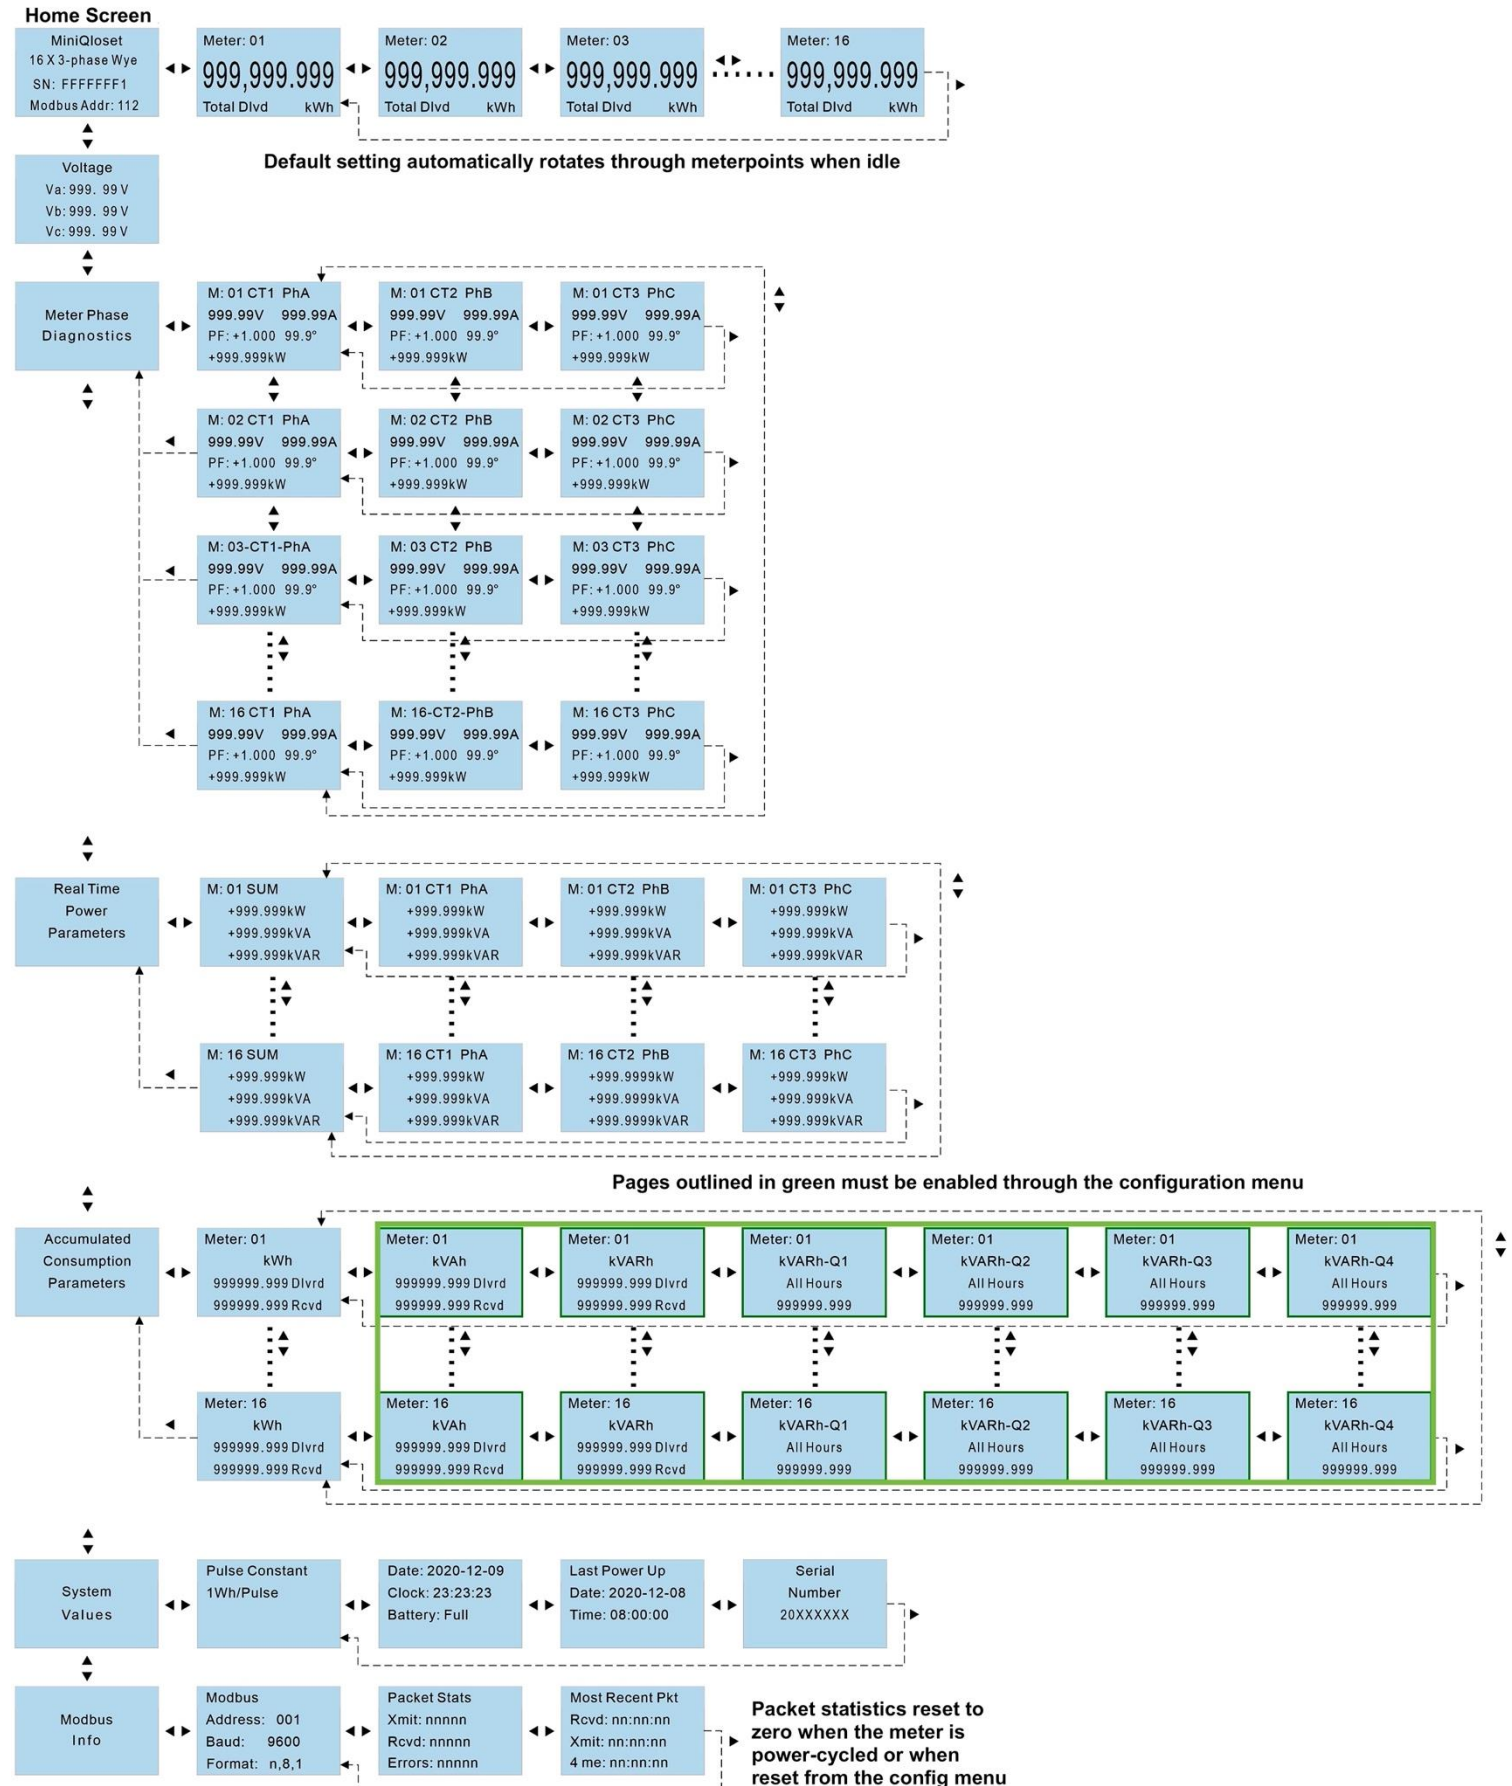 Home Screen
MiniQloset
16 X 3-phase Wye
SN: FFFFFFF1
Modbus Addr: 112
Meter: 01
999,999.999
Total Dlvd kWh
Meter: 02
999,999.999
Total Dlvd kWh
Meter: 03
999,999.999
Total Dlvd kWh
Meter: 16
999,999.999
Total Dlvd kWh
Default setting automatically rotates through meterpoints when idle
Voltage
Va: 999. 99 V
Vb: 999. 99 V
Vc: 999. 99 V
Meter Phase
Diagnostics
M: 01 CT1 PhA
999.99V 999.99A
PF: +1.000 99.9°
+999.999kW
M: 01 CT2 PhB
999.99V 999.99A
PF: +1.000 99.9°
+999.999kW
M: 01 CT3 PhC
999.99V 999.99A
PF: +1.000 99.9°
+999.999kW
M: 02 CT1 PhA
999.99V 999.99A
PF: +1.000 99.9°
+999.999kW
M: 02 CT2 PhB
999.99V 999.99A
PF: +1.000 99.9°
+999.999kW
M: 02 CT3 PhC
999.99V 999.99A
PF: +1.000 99.9°
+999.999kW
M: 03-CT1-PhA
999.99V 999.99A
PF: +1.000 99.9°
+999.999kW
M: 03 CT2 PhB
999.99V 999.99A
PF: +1.000 99.9°
+999.999kW
M: 03 CT3 PhC
999.99V 999.99A
PF: +1.000 99.9°
+999.999kW
M: 16 CT1 PhA
999.99V 999.99A
PF: +1.000 99.9°
+999.999kW
M: 16-CT2-PhB
999.99V 999.99A
PF: +1.000 99.9°
+999.999kW
M: 16 CT3 PhC
999.99V 999.99A
PF: +1.000 99.9°
+999.999kW
Real Time
Power
Parameters
M: 01 SUM
+999.999kW
+999.999kVA
+999.999kVAR
M: 01 CT1 PhA
+999.999kW
+999.999kVA
+999.999kVAR
M: 01 CT2 PhB
+999.999kW
+999.999kVA
+999.999kVAR
M: 01 CT3 PhC
+999.999kW
+999.999kVA
+999.999kVAR
M: 16 SUM
+999.999kW
+999.999kVA
+999.999kVAR
M: 16 CT1 PhA
+999.999kW
+999.999kVA
+999.999kVAR
M: 16 CT2 PhB
+999.9999kW
+999.9999kVA
+999.9999kVAR
M: 16 CT3 PhC
+999.999kW
+999.999kVA
+999.999kVAR
Pages outlined in green must be enabled through the configuration menu
Accumulated
Consumption
Parameters
Meter: 01
kWh
999999.999 Dlvrd
999999.999 Rcvd
Meter: 01
kVAh
999999.999 Dlvrd
999999.999 Rcvd
Meter: 01
kVARh
999999.999 Dlvrd
999999.999 Rcvd
Meter: 01
kVARh-Q1
All Hours
999999.999
Meter: 01
kVARh-Q2
All Hours
999999.999
Meter: 01
kVARh-Q3
All Hours
999999.999
Meter: 01
kVARh-Q4
All Hours
999999.999
Meter: 16
kWh
999999.999 Dlvrd
999999.999 Rcvd
Meter: 16
kVAh
999999.999 Dlvrd
999999.999 Rcvd
Meter: 16
kVARh
999999.999 Dlvrd
999999.999 Rcvd
Meter: 16
kVARh-Q1
All Hours
999999.999
Meter: 16
kVARh-Q2
All Hours
999999.999
Meter: 16
kVARh-Q3
All Hours
999999.999
Meter: 16
kVARh-Q4
All Hours
999999.999
System
Values
Pulse Constant
1Wh/Pulse
Date: 2020-12-09
Clock: 23:23:23
Battery: Full
Last Power Up
Date: 2020-12-08
Time: 08:00:00
Serial
Number
20XXXXXX
Modbus
Info
Modbus
Address: 001
Baud: 9600
Format: n,8,1
Packet Stats
Xmit: nnnnn
Rcvd: nnnnn
Errors: nnnnn
Most Recent Pkt
Rcvd: nn:nn:nn
Xmit: nn:nn:nn
4 me: nn:nn:nn
Packet statistics reset to
zero when the meter is
power-cycled or when
reset from the config menu